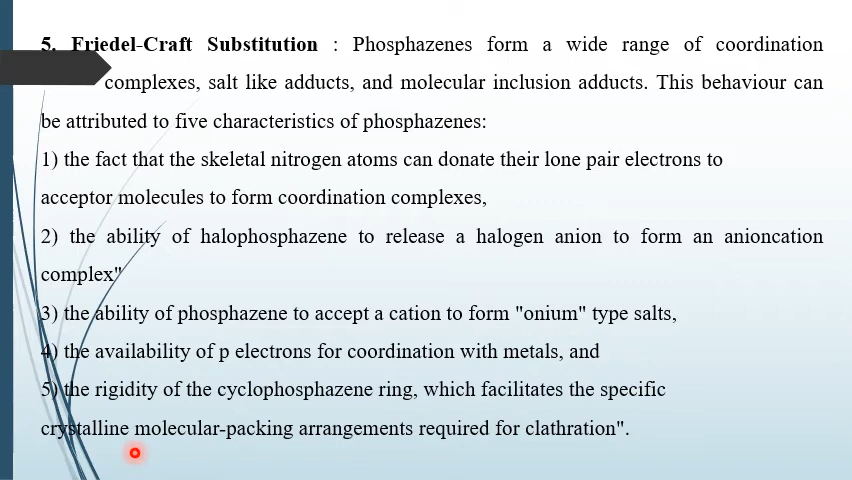 5. Friedel-Craft Substitution : Phosphazenes form a wide range of coordination
complexes, salt like adducts, and molecular inclusion adducts. This behaviour can
be attributed to five characteristics of phosphazenes:
1) the fact that the skeletal nitrogen atoms can donate their lone pair electrons to
acceptor molecules to form coordination complexes,
2) the ability of halophosphazene to release a halogen anion to form an anioncation
complex"
3) the ability of phosphazene to accept a cation to form "onium" type salts,
4) the availability of p electrons for coordination with metals, and
5) the rigidity of the cyclophosphazene ring, which facilitates the specific
crystalline molecular-packing arrangements required for clathration".